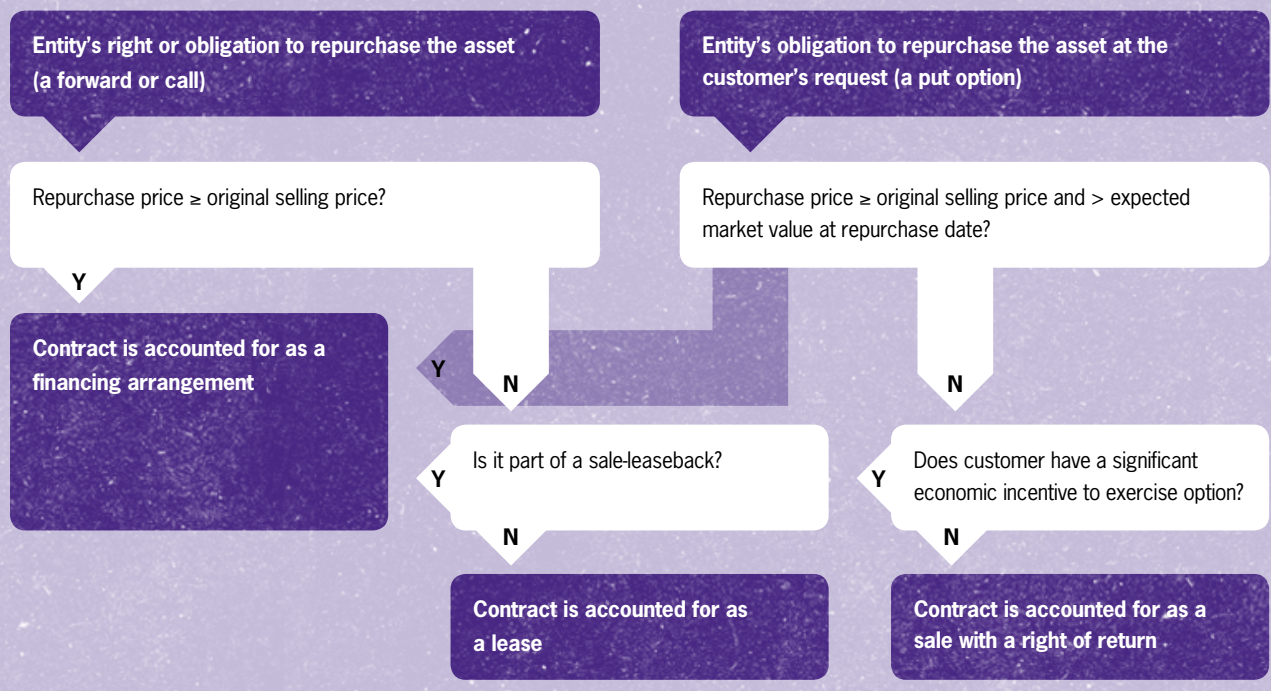 Entity’s right or obligation to repurchase the asset
(a forward or call)
Entity’s obligation to repurchase the asset at the
customer’s request (a put option)
Repurchase price ≥ original selling price?
Repurchase price ≥ original selling price and > expected
market value at repurchase date?
Y
Y
N
N
Contract is accounted for as a
financing arrangement
Y
Is it part of a sale-leaseback?
Y
Does customer have a significant
economic incentive to exercise option?
N
N
Contract is accounted for as
a lease
Contract is accounted for as a
sale with a right of return